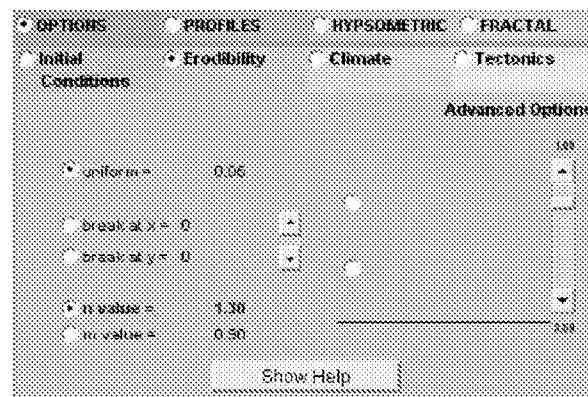 OPTIONS PROFILES HYPSOMETRIC FRACTAL
Initial Conditions Erodibility Climate Tectonics
Advanced Options
uniform = 0.05
break at x = 0
break at y = 0
n value = 1.30
m value = 0.50
Show Help